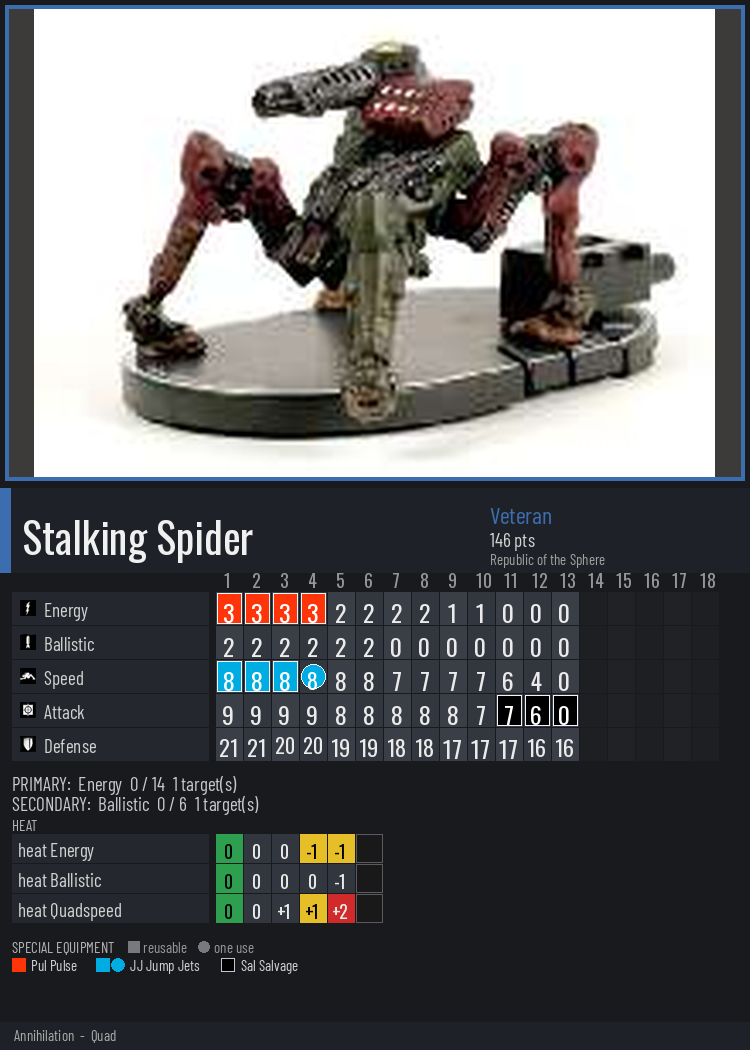 Stalking Spider
Veteran
146 pts
Republic of the Sphere
1 2 3 4 5 6 7 8 9 10 11 12 13 14 15 16 17 18
Energy 3 3 3 3 2 2 2 2 1 1 0 0 0
Ballistic 2 2 2 2 2 2 0 0 0 0 0 0 0
Speed 8 8 8 8 8 8 7 7 7 7 6 4 0
Attack 9 9 9 9 8 8 8 8 8 7 7 6 0
Defense 21 21 20 20 19 19 18 18 17 17 17 16 16
PRIMARY: Energy 0 / 14 1 target(s)
SECONDARY: Ballistic 0 / 6 1 target(s)
HEAT
heat Energy 0 0 0 -1 -1
heat Ballistic 0 0 0 0 -1
heat Quadspeed 0 0 +1 +1 +2
SPECIAL EQUIPMENT reusable one use
Pul Pulse JJ Jump Jets Sal Salvage
Annihilation - Quad